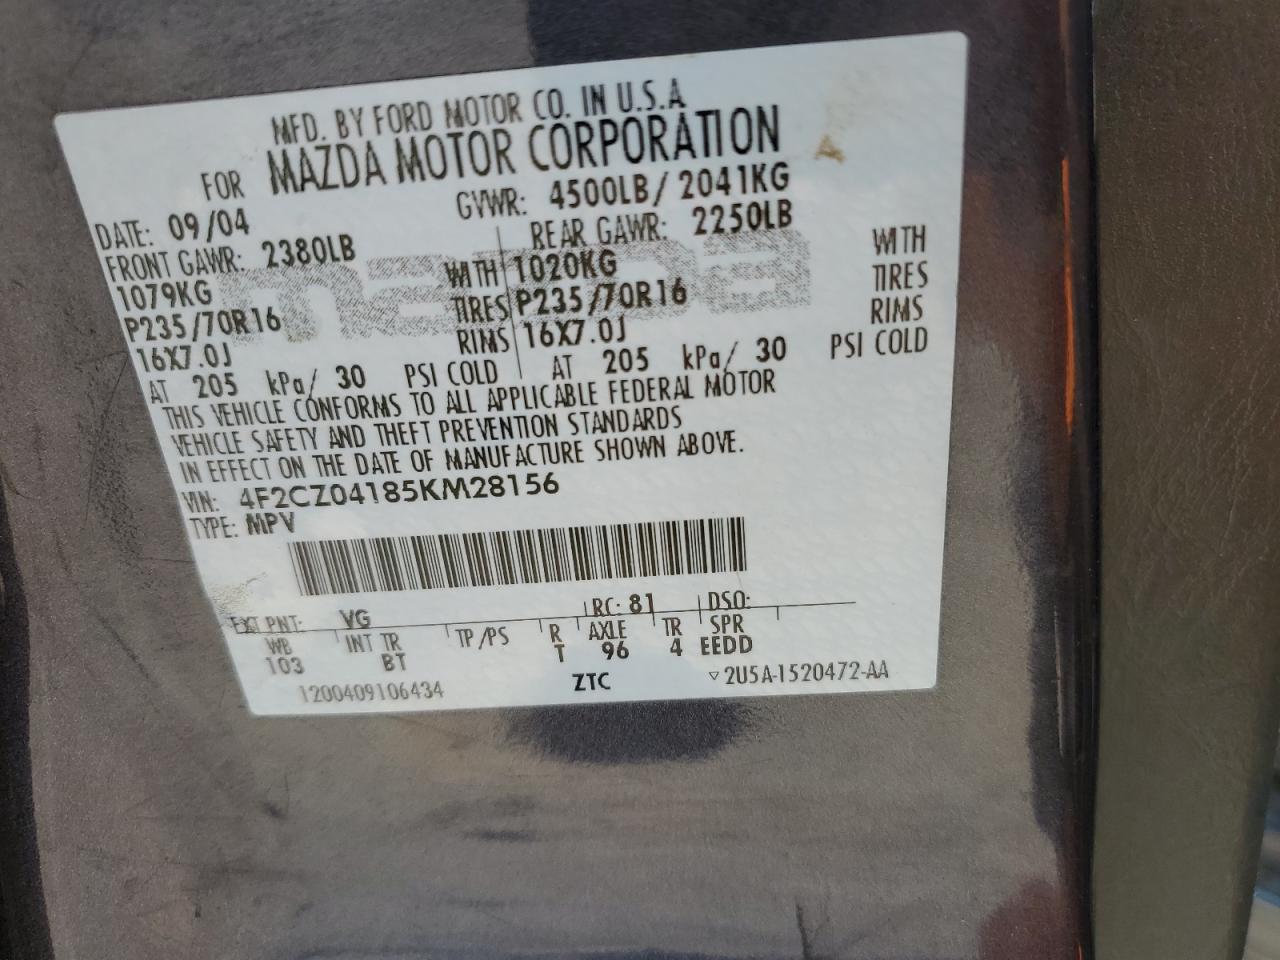 MFD. BY FORD MOTOR CO. IN U.S.A
FOR MAZDA MOTOR CORPORATION
DATE: 09/04 GVWR: 4500LB/ 2041KG
FRONT GAWR: 2380LB REAR GAWR: 2250LB
1079KG WITH 1020KG WITH
P235/70R16 TIRES P235/70R16 TIRES
16X7.0J RIMS 16X7.0J RIMS
AT 205 kPa/ 30 PSI COLD AT 205 kPa/ 30 PSI COLD
THIS VEHICLE CONFORMS TO ALL APPLICABLE FEDERAL MOTOR
VEHICLE SAFETY AND THEFT PREVENTION STANDARDS
IN EFFECT ON THE DATE OF MANUFACTURE SHOWN ABOVE.
VIN: 4F2CZ04185KM28156
TYPE: MPV
EXT PNT: VG RC: 81 DSO:
WB INT TR TP/PS R AXLE TR SPR
103 BT T 96 4 EEDD
1200409106434 ZTC ▽2U5A-1520472-AA
mazda